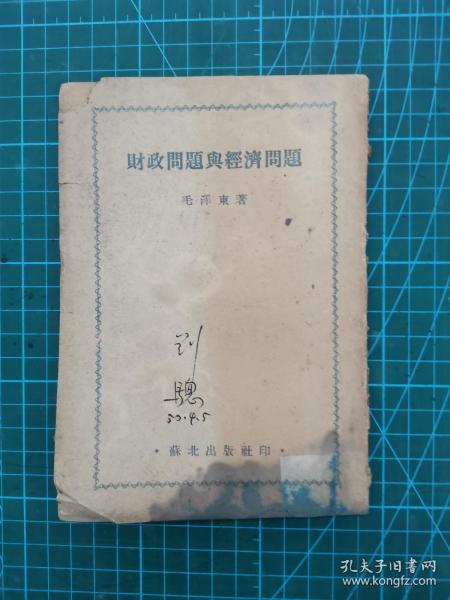 財政問題與經濟問題
毛澤東著
劉
驄
50.4.5
·蘇北出版社印·
孔夫子旧书网
www.kongfz.com